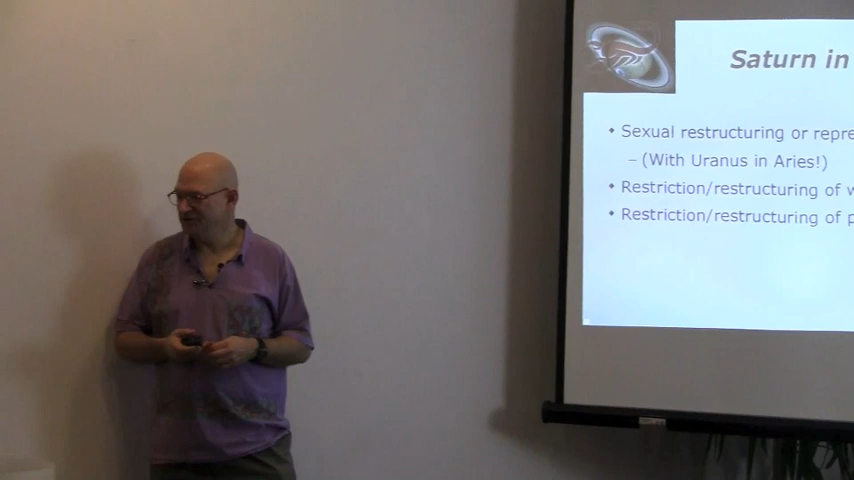 Saturn in
• Sexual restructuring or repre
– (With Uranus in Aries!)
• Restriction/restructuring of
• Restriction/restructuring of